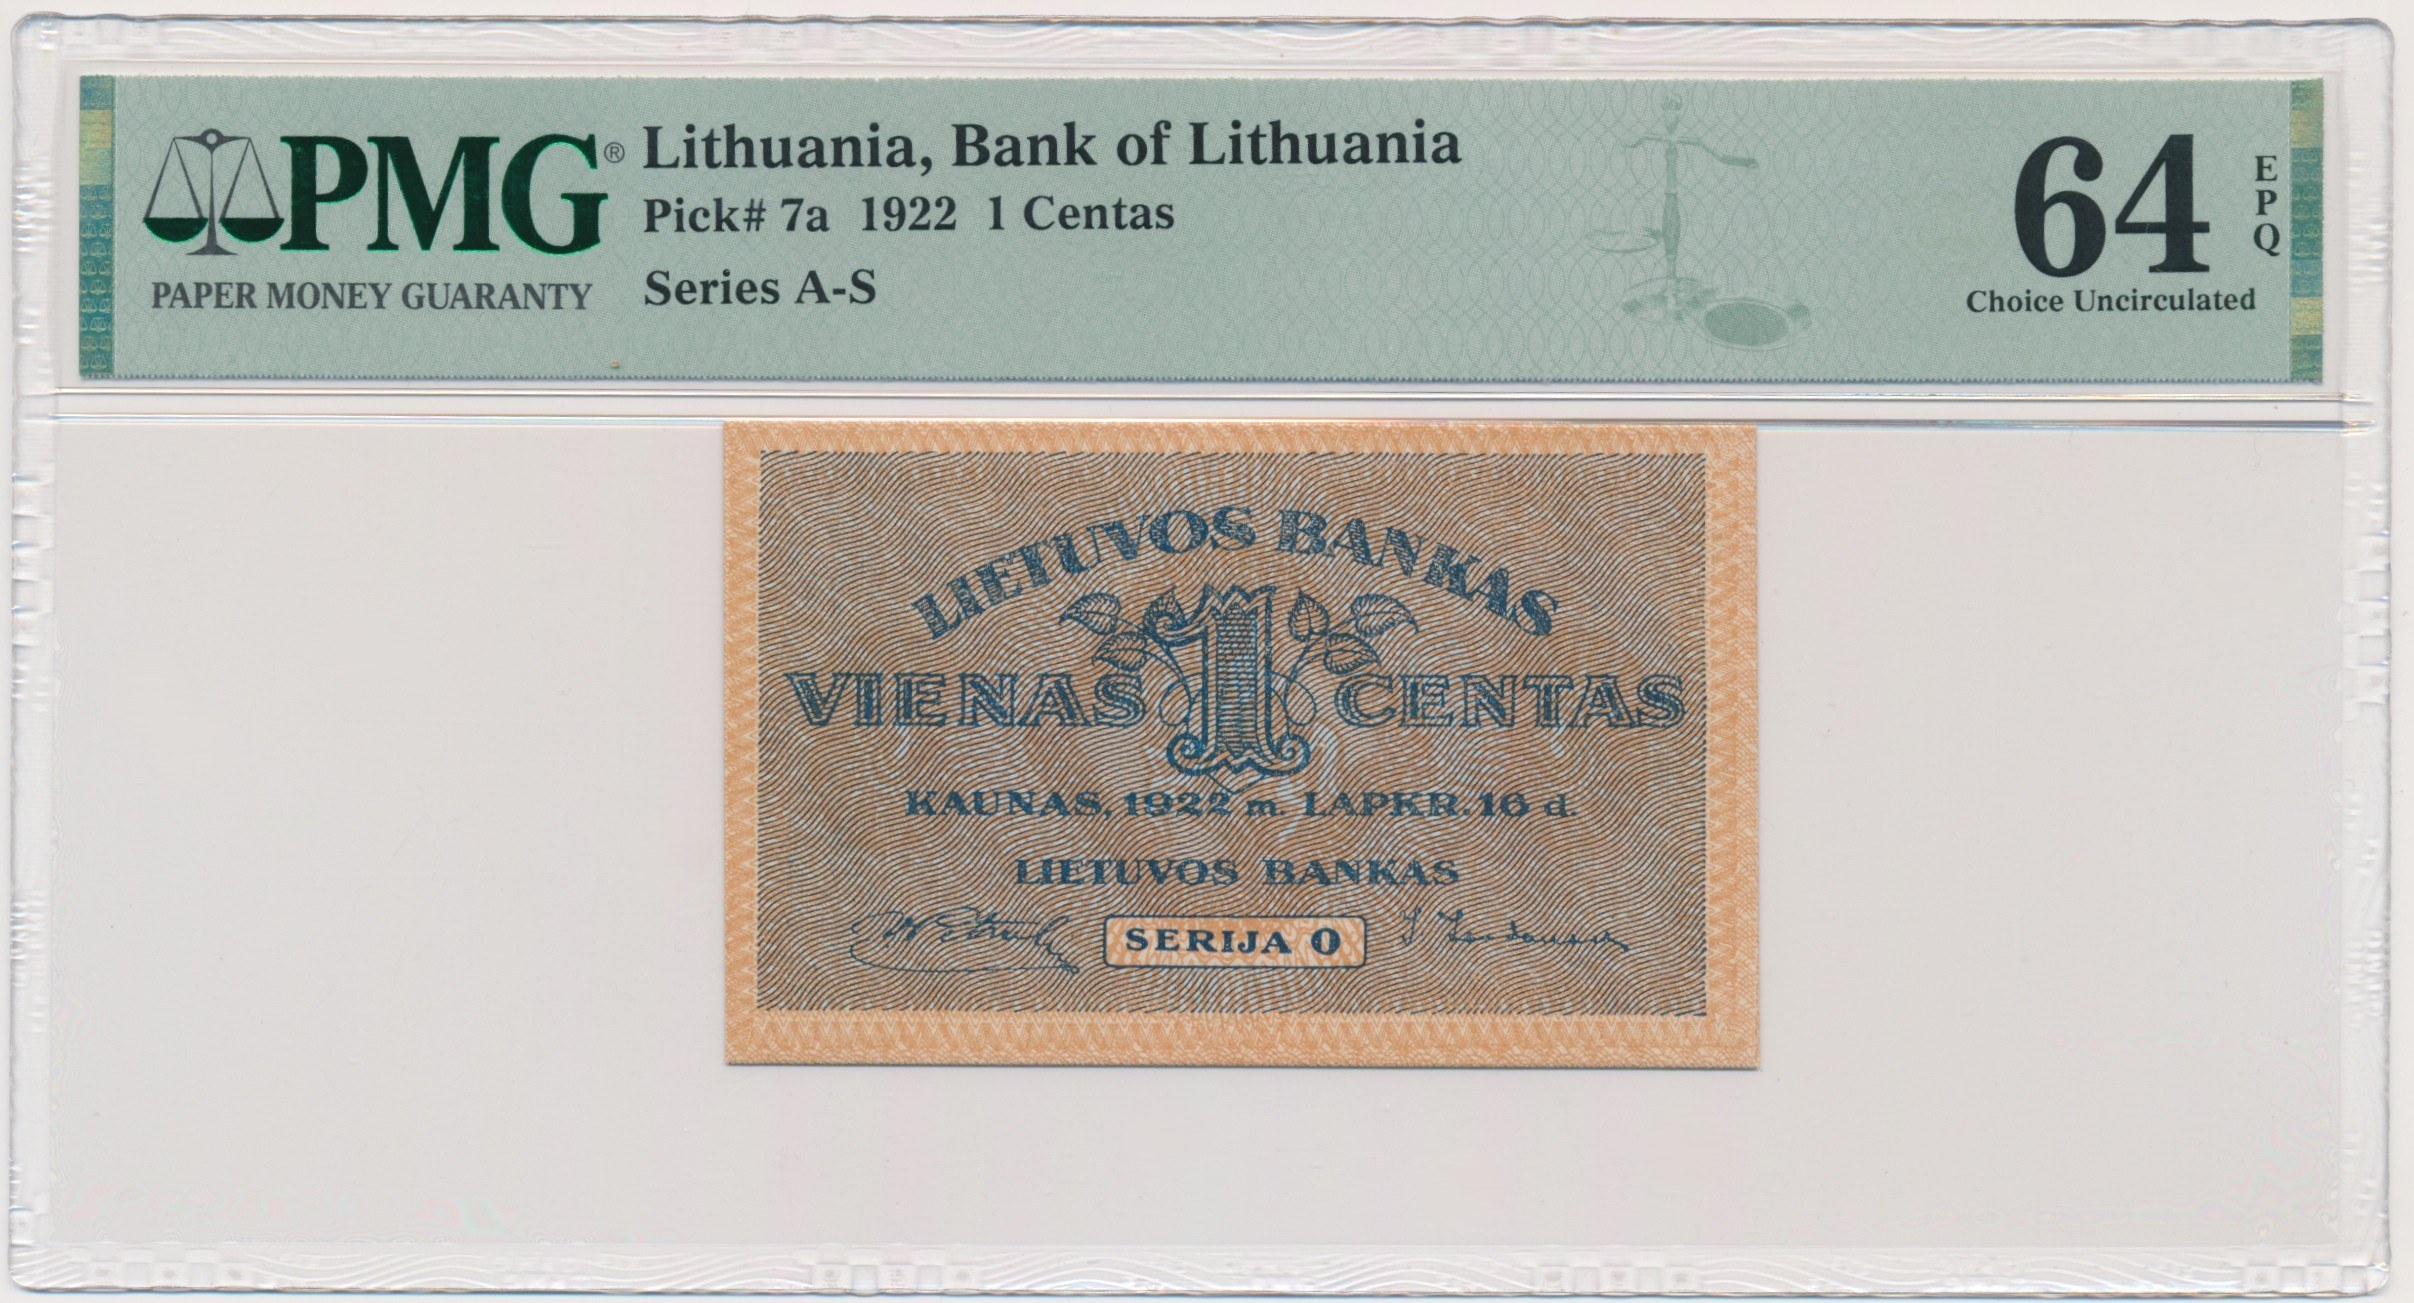 PMG®
PAPER MONEY GUARANTY
Lithuania, Bank of Lithuania
Pick# 7a 1922 1 Centas
Series A-S
64
EPQ
Choice Uncirculated
LIETUVOS BANKAS
VIENAS 1 CENTAS
KAUNAS, 1922 m. LAPKR. 16 d.
LIETUVOS BANKAS
SERIJA O